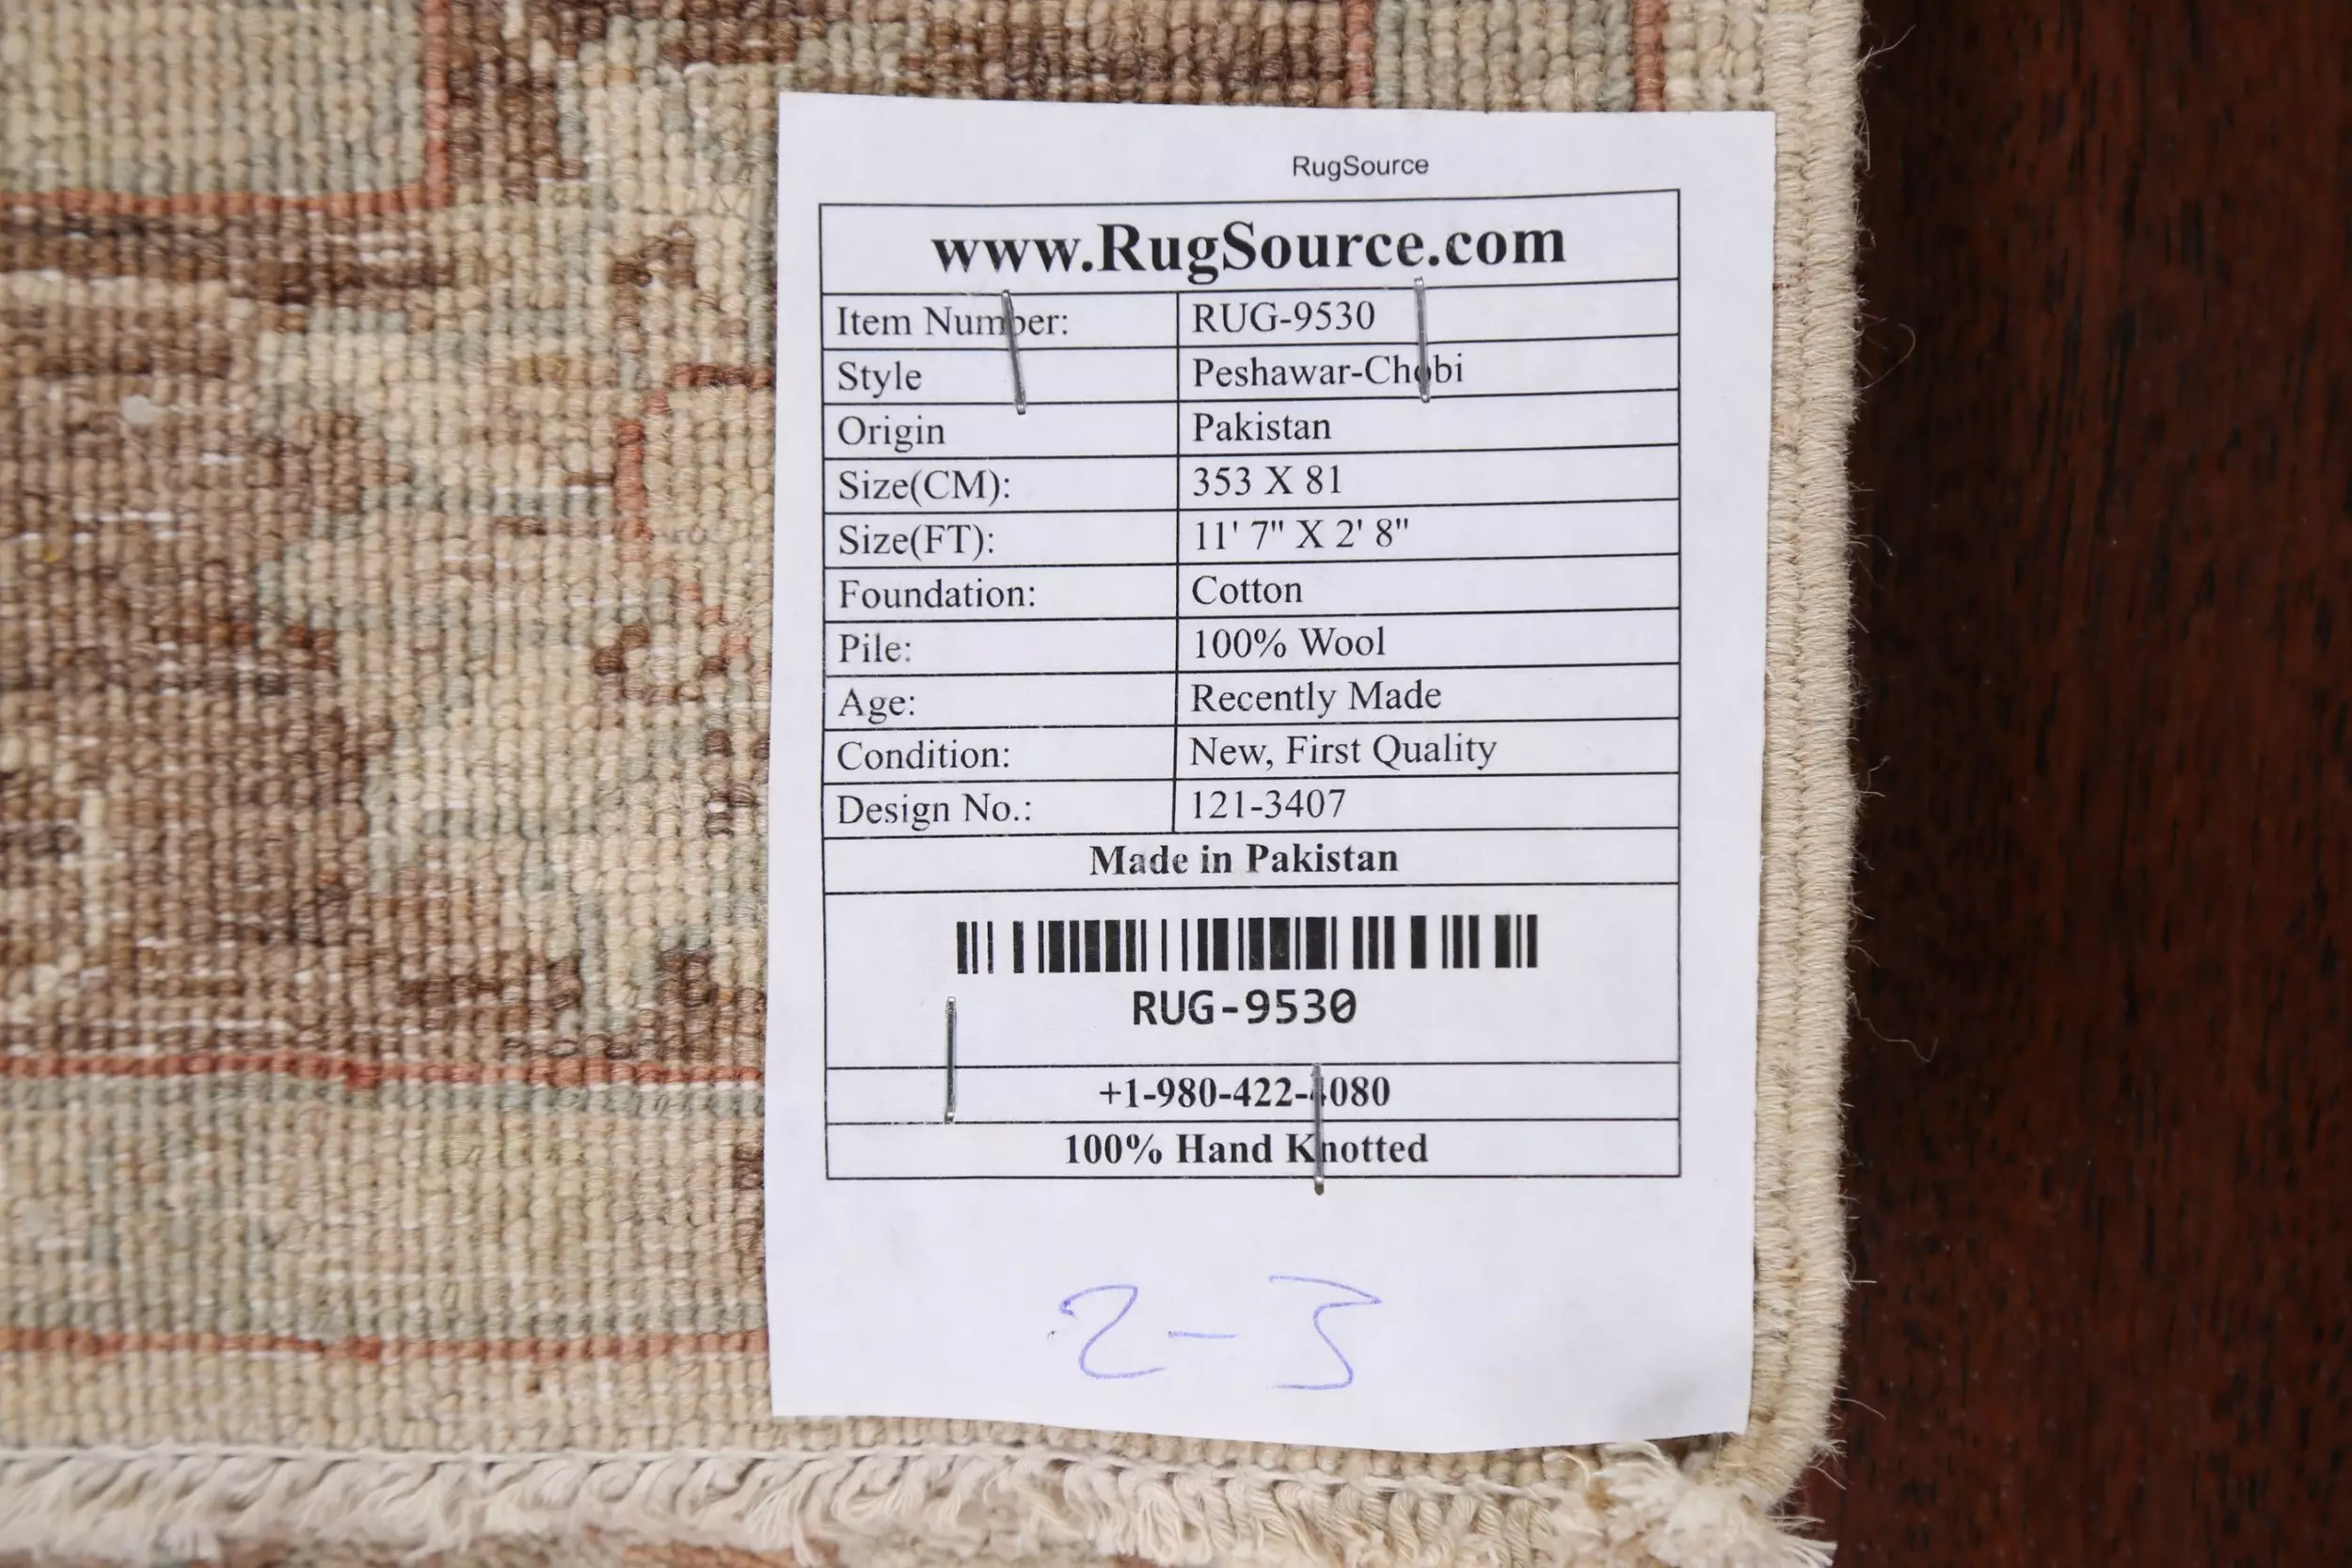 RugSource
www.RugSource.com
Item Number: RUG-9530
Style Peshawar-Chobi
Origin Pakistan
Size(CM): 353 X 81
Size(FT): 11' 7" X 2' 8"
Foundation: Cotton
Pile: 100% Wool
Age: Recently Made
Condition: New, First Quality
Design No.: 121-3407
Made in Pakistan
RUG-9530
+1-980-422-4080
100% Hand Knotted
2-3